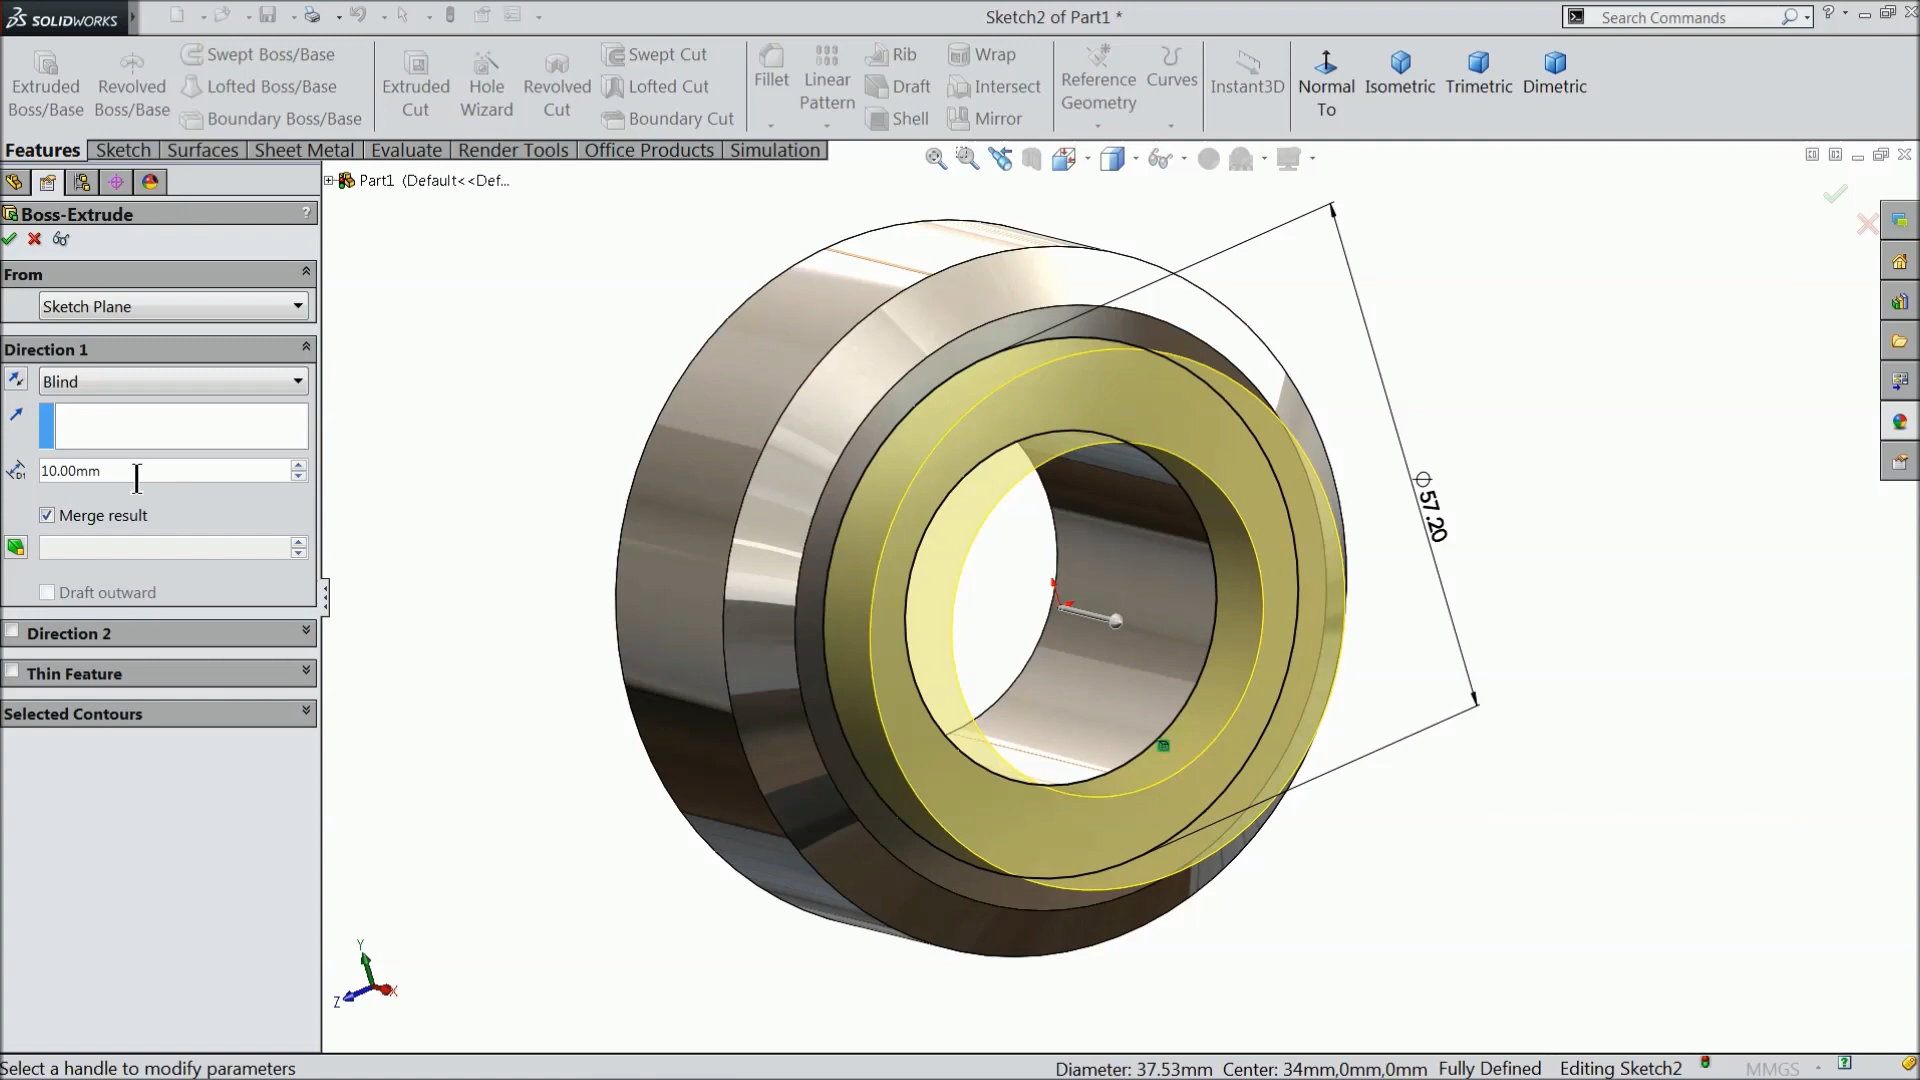 SOLIDWORKS
Sketch2 of Part1 *
Search Commands
?
Extruded Boss/Base
Revolved Boss/Base
Swept Boss/Base
Lofted Boss/Base
Boundary Boss/Base
Extruded Cut
Hole Wizard
Revolved Cut
Swept Cut
Lofted Cut
Boundary Cut
Fillet
Linear Pattern
Rib
Draft
Shell
Wrap
Intersect
Mirror
Reference Geometry
Curves
Instant3D
Normal To
Isometric
Trimetric
Dimetric
Features
Sketch
Surfaces
Sheet Metal
Evaluate
Render Tools
Office Products
Simulation
Part1 (Default<<Def...
Boss-Extrude
?
From
Sketch Plane
Direction 1
Blind
D1
10.00mm
Merge result
Draft outward
Direction 2
Thin Feature
Selected Contours
⌀57.20
Y
Z
X
Select a handle to modify parameters
Diameter: 37.53mm Center: 34mm,0mm,0mm Fully Defined Editing Sketch2
MMGS
?